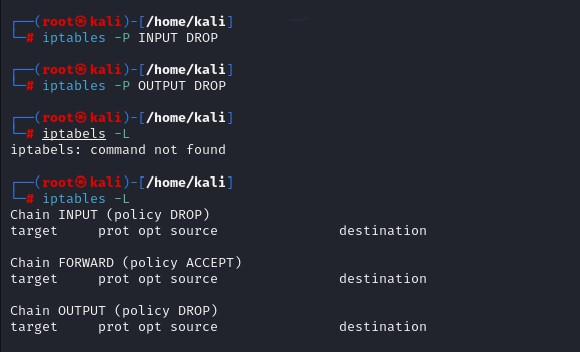 ┌──(root㉿kali)-[/home/kali]
└─# iptables -P INPUT DROP
┌──(root㉿kali)-[/home/kali]
└─# iptables -P OUTPUT DROP
┌──(root㉿kali)-[/home/kali]
└─# iptabels -L
iptabels: command not found
┌──(root㉿kali)-[/home/kali]
└─# iptables -L
Chain INPUT (policy DROP)
target     prot opt source               destination
Chain FORWARD (policy ACCEPT)
target     prot opt source               destination
Chain OUTPUT (policy DROP)
target     prot opt source               destination